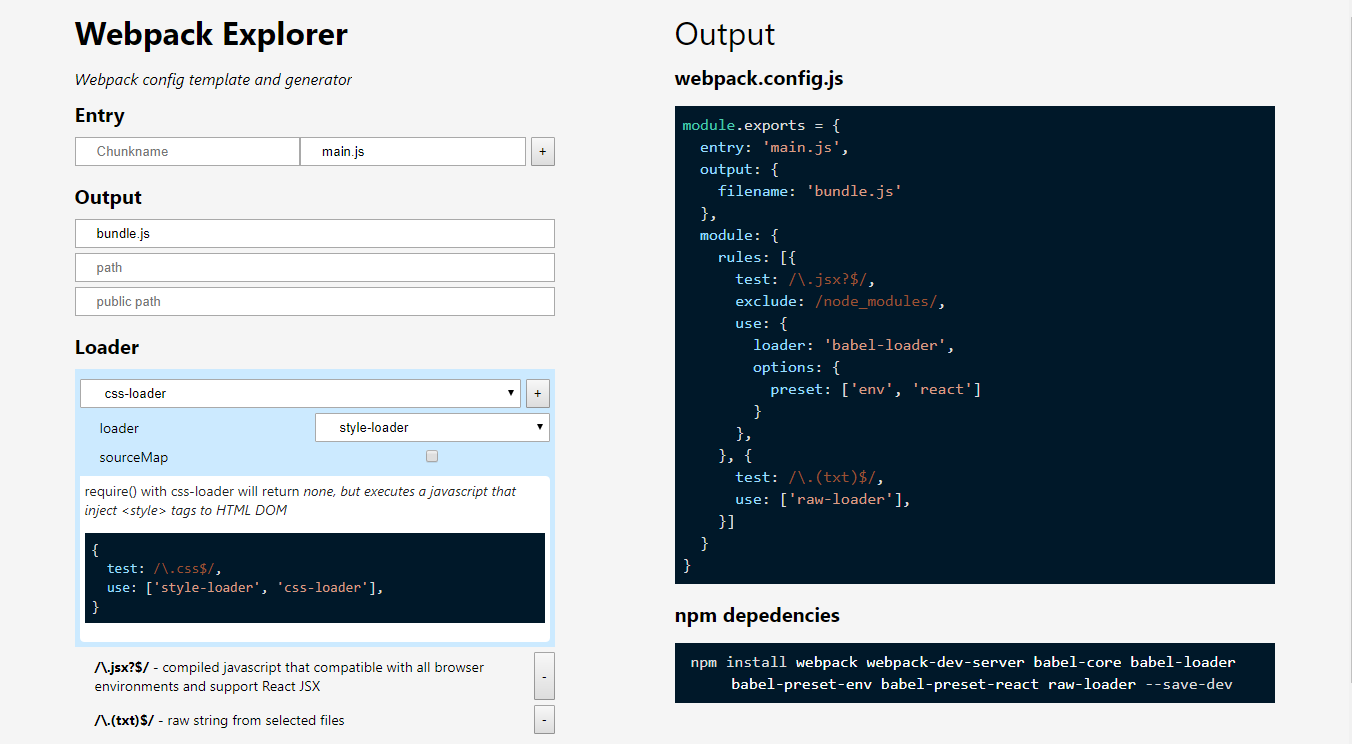 Webpack Explorer
Webpack config template and generator
Entry
Chunkname
main.js
+
Output
bundle.js
path
public path
Loader
css-loader
+
loader
style-loader
sourceMap
require() with css-loader will return none, but executes a javascript that
inject <style> tags to HTML DOM
{
  test: /\.css$/,
  use: ['style-loader', 'css-loader'],
}
/\.jsx?$/ - compiled javascript that compatible with all browser
environments and support React JSX
-
/\.(txt)$/ - raw string from selected files
-
Output
webpack.config.js
module.exports = {
  entry: 'main.js',
  output: {
    filename: 'bundle.js'
  },
  module: {
    rules: [{
      test: /\.jsx?$/,
      exclude: /node_modules/,
      use: {
        loader: 'babel-loader',
        options: {
          preset: ['env', 'react']
        }
      },
    }, {
      test: /\.(txt)$/,
      use: ['raw-loader'],
    }]
  }
}
npm depedencies
npm install webpack webpack-dev-server babel-core babel-loader
babel-preset-env babel-preset-react raw-loader --save-dev